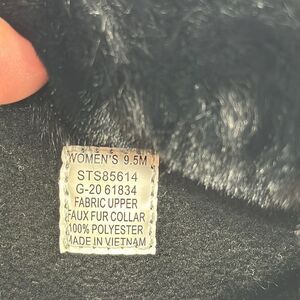 WOMEN'S 9.5M
STS85614
G-20 61834
FABRIC UPPER
FAUX FUR COLLAR
100% POLYESTER
MADE IN VIETNAM